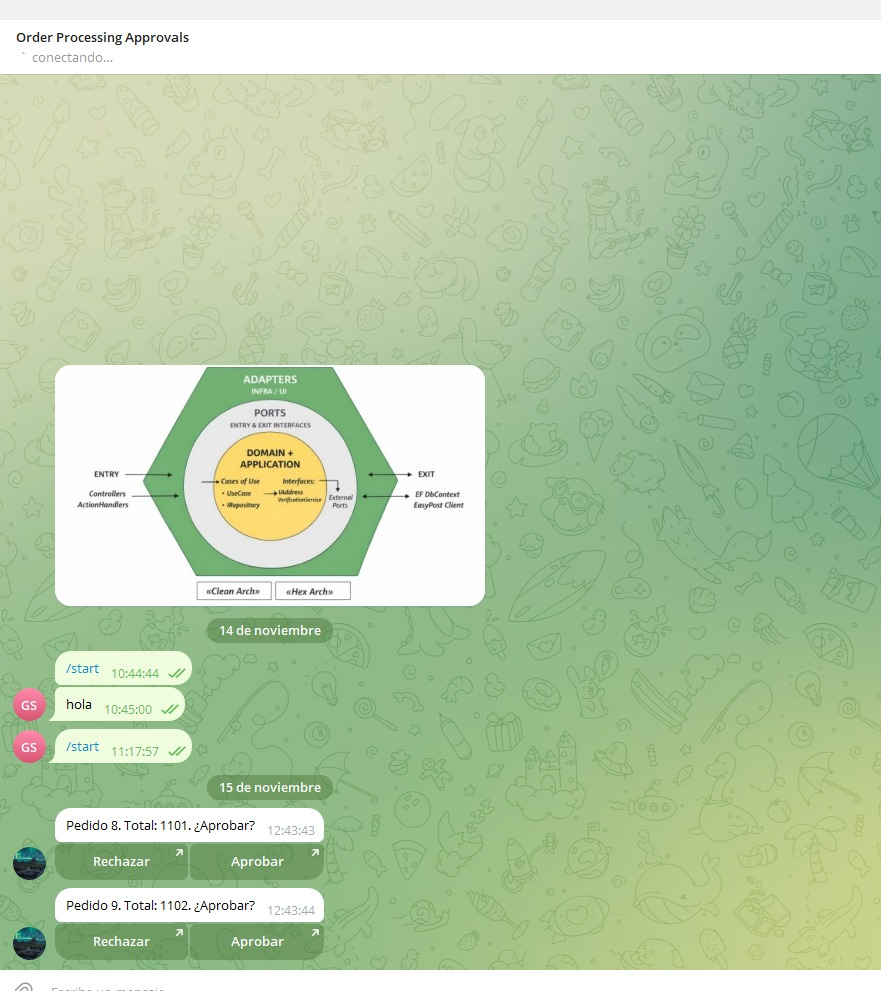 Order Processing Approvals
conectando...
ADAPTERS
INFRA / UI
PORTS
ENTRY & EXIT INTERFACES
DOMAIN +
APPLICATION
ENTRY
Controllers
ActionHandlers
Cases of Use
• UseCase
• IRepository
Interfaces:
IAddress
VerificationService
External
Ports
EXIT
EF DbContext
EasyPost Client
«Clean Arch»
«Hex Arch»
14 de noviembre
/start 10:44:44
GS hola 10:45:00
GS /start 11:17:57
15 de noviembre
Pedido 8. Total: 1101. ¿Aprobar? 12:43:43
Rechazar Aprobar
Pedido 9. Total: 1102. ¿Aprobar? 12:43:44
Rechazar Aprobar
Escribe un mensaje